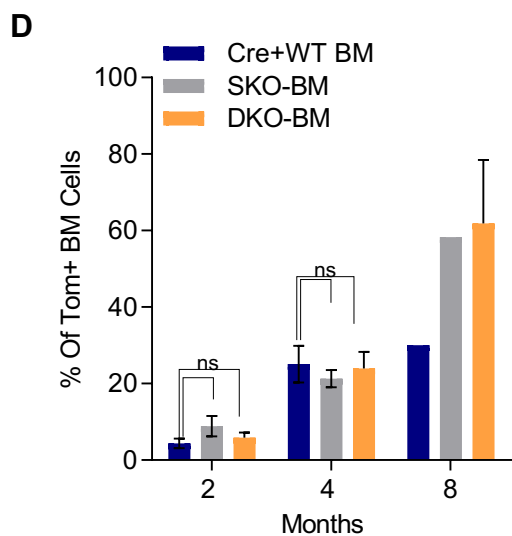 D
Cre+WT BM
SKO-BM
DKO-BM
% Of Tom+ BM Cells
100
80
60
40
20
0
ns
ns
2 4 8
Months